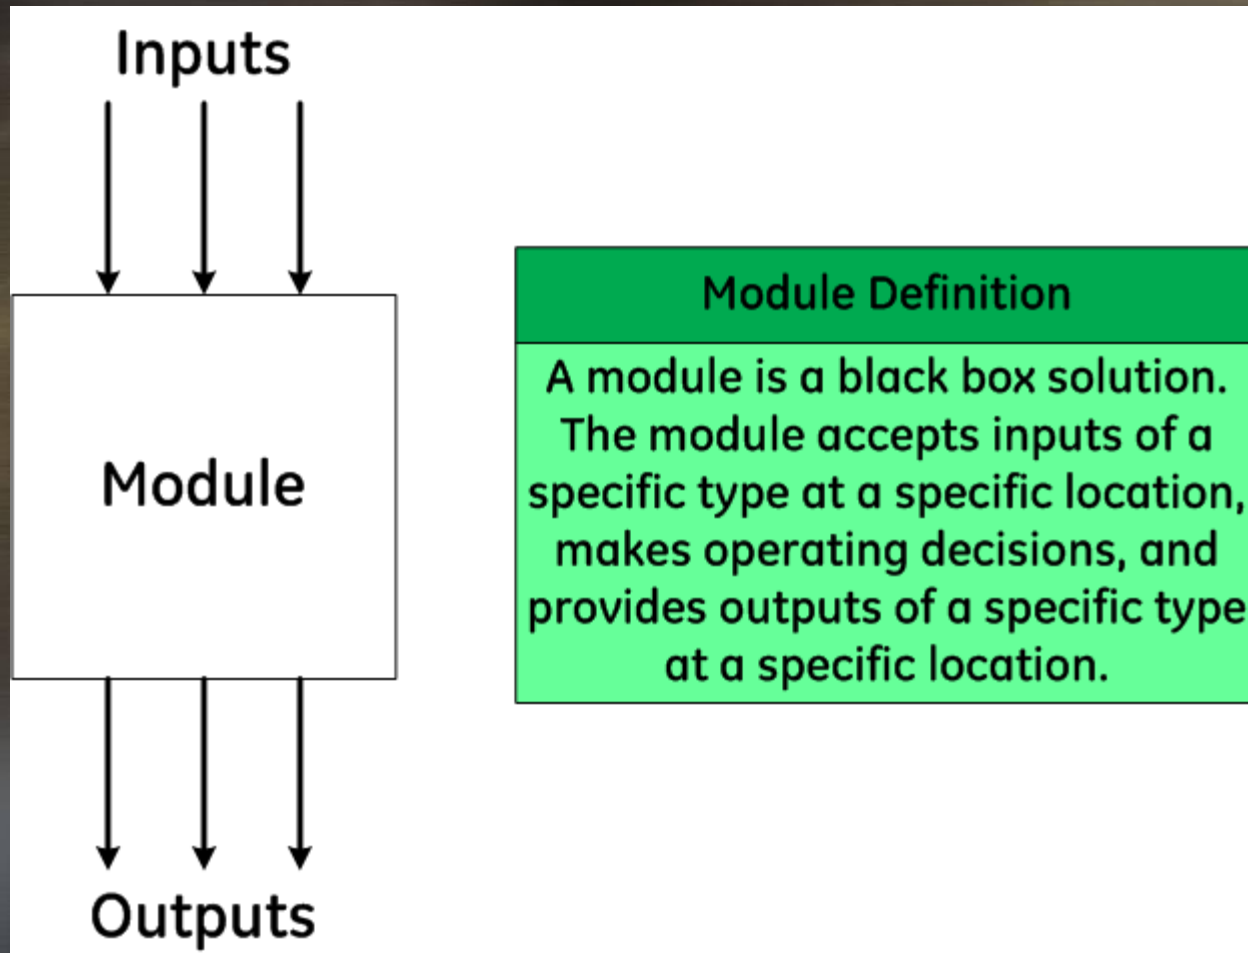 Inputs
Module
Outputs
Module Definition
A module is a black box solution.
The module accepts inputs of a
specific type at a specific location,
makes operating decisions, and
provides outputs of a specific type
at a specific location.